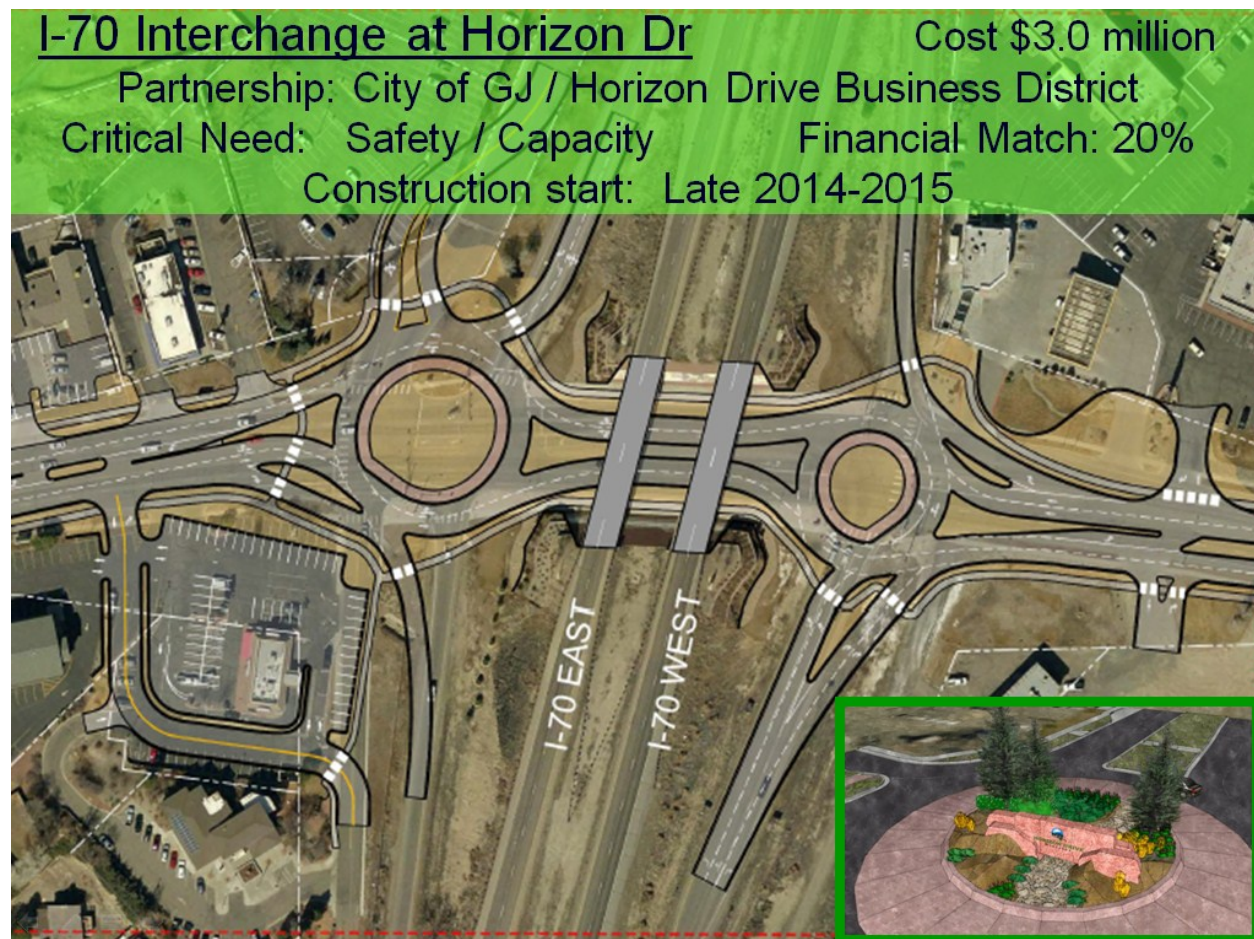 I-70 Interchange at Horizon Dr Cost $3.0 million
Partnership: City of GJ / Horizon Drive Business District
Critical Need: Safety / Capacity Financial Match: 20%
Construction start: Late 2014-2015
I-70 EAST
I-70 WEST